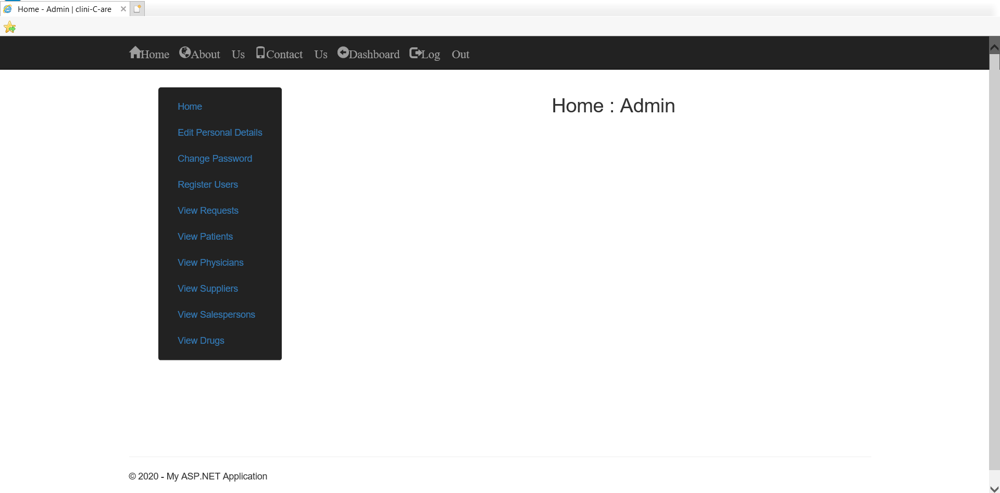 Home - Admin | clini-C-are
Home About Us Contact Us Dashboard Log Out
Home : Admin
Home
Edit Personal Details
Change Password
Register Users
View Requests
View Patients
View Physicians
View Suppliers
View Salespersons
View Drugs
© 2020 - My ASP.NET Application